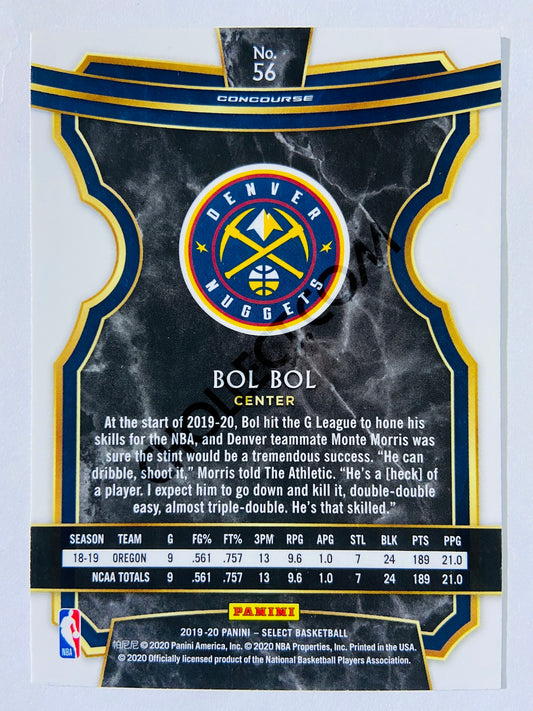 No.
56
CONCOURSE
DENVER
NUGGETS
BOL BOL
CENTER
At the start of 2019-20, Bol hit the G League to hone his
skills for the NBA, and Denver teammate Monte Morris was
sure the stint would be a tremendous success. “He can
dribble, shoot it,” Morris told The Athletic. “He’s a [heck] of
a player. I expect him to go down and kill it, double-double
easy, almost triple-double. He’s that skilled.”
SEASON TEAM G FG% FT% 3PM RPG APG STL BLK PTS PPG
18-19 OREGON 9 .561 .757 13 9.6 1.0 7 24 189 21.0
NCAA TOTALS 9 .561 .757 13 9.6 1.0 7 24 189 21.0
PANINI
2019-20 PANINI – SELECT BASKETBALL
帕尼尼 © 2020 Panini America, Inc. © 2020 NBA Properties, Inc. Printed in the USA.
© 2020 Officially licensed product of the National Basketball Players Association.
NBA